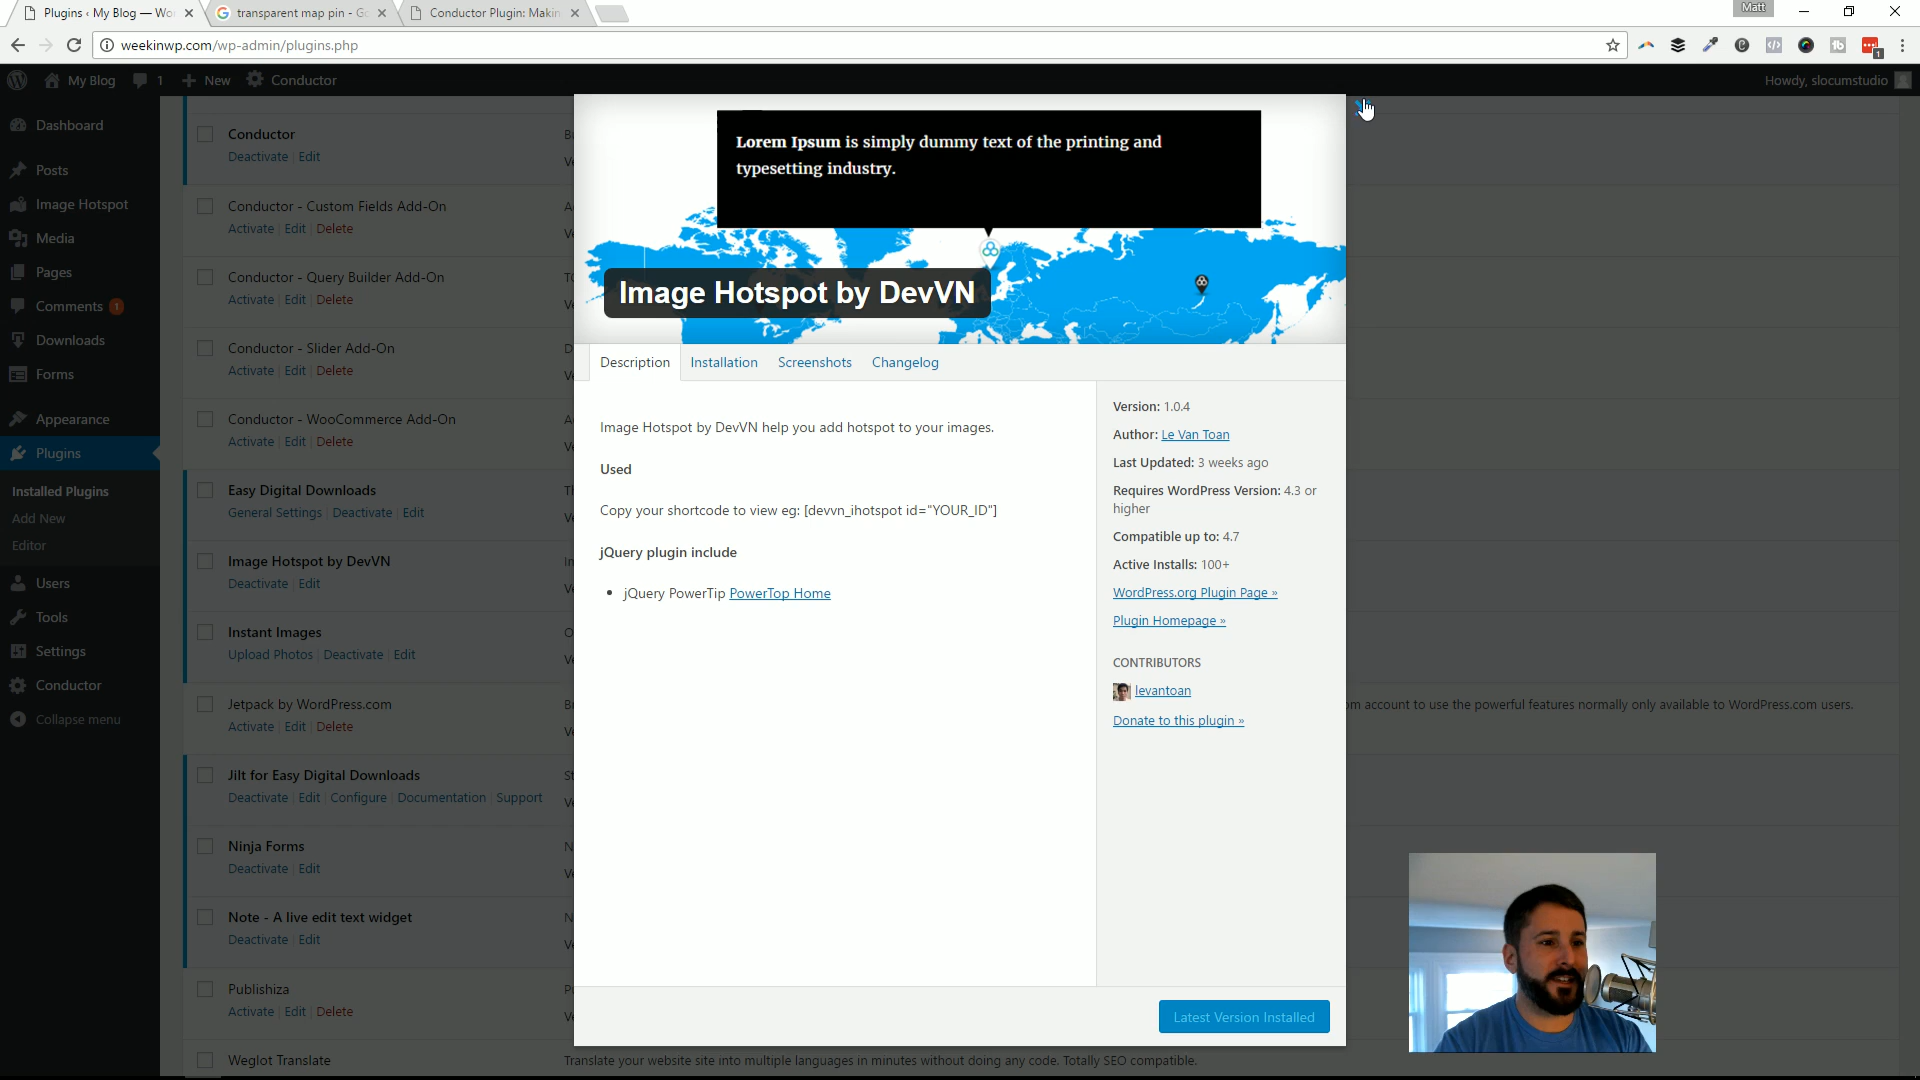 Plugins ‹ My Blog — Wo
transparent map pin - Go
Conductor Plugin: Makin
Matt
weekinwp.com/wp-admin/plugins.php
1
My Blog
1
New
Conductor
Howdy, slocumstudio
Dashboard
Posts
Image Hotspot
Media
Pages
Comments 1
Downloads
Forms
Appearance
Plugins
Installed Plugins
Add New
Editor
Users
Tools
Settings
Conductor
Collapse menu
Conductor
Deactivate | Edit
Conductor - Custom Fields Add-On
Activate | Edit | Delete
Conductor - Query Builder Add-On
Activate | Edit | Delete
Conductor - Slider Add-On
Activate | Edit | Delete
Conductor - WooCommerce Add-On
Activate | Edit | Delete
Easy Digital Downloads
General Settings | Deactivate | Edit
Image Hotspot by DevVN
Deactivate | Edit
Instant Images
Upload Photos | Deactivate | Edit
Jetpack by WordPress.com
Activate | Edit | Delete
om account to use the powerful features normally only available to WordPress.com users.
Jilt for Easy Digital Downloads
Deactivate | Edit | Configure | Documentation | Support
Ninja Forms
Deactivate | Edit
Note - A live edit text widget
Deactivate | Edit
Publishiza
Activate | Edit | Delete
Weglot Translate
Translate your website site into multiple languages in minutes without doing any code. Totally SEO compatible.
Lorem Ipsum is simply dummy text of the printing and
typesetting industry.
Image Hotspot by DevVN
Description
Installation
Screenshots
Changelog
Image Hotspot by DevVN help you add hotspot to your images.
Used
Copy your shortcode to view eg: [devvn_ihotspot id="YOUR_ID"]
jQuery plugin include
• jQuery PowerTip PowerTop Home
Version: 1.0.4
Author: Le Van Toan
Last Updated: 3 weeks ago
Requires WordPress Version: 4.3 or
higher
Compatible up to: 4.7
Active Installs: 100+
WordPress.org Plugin Page »
Plugin Homepage »
CONTRIBUTORS
levantoan
Donate to this plugin »
Latest Version Installed